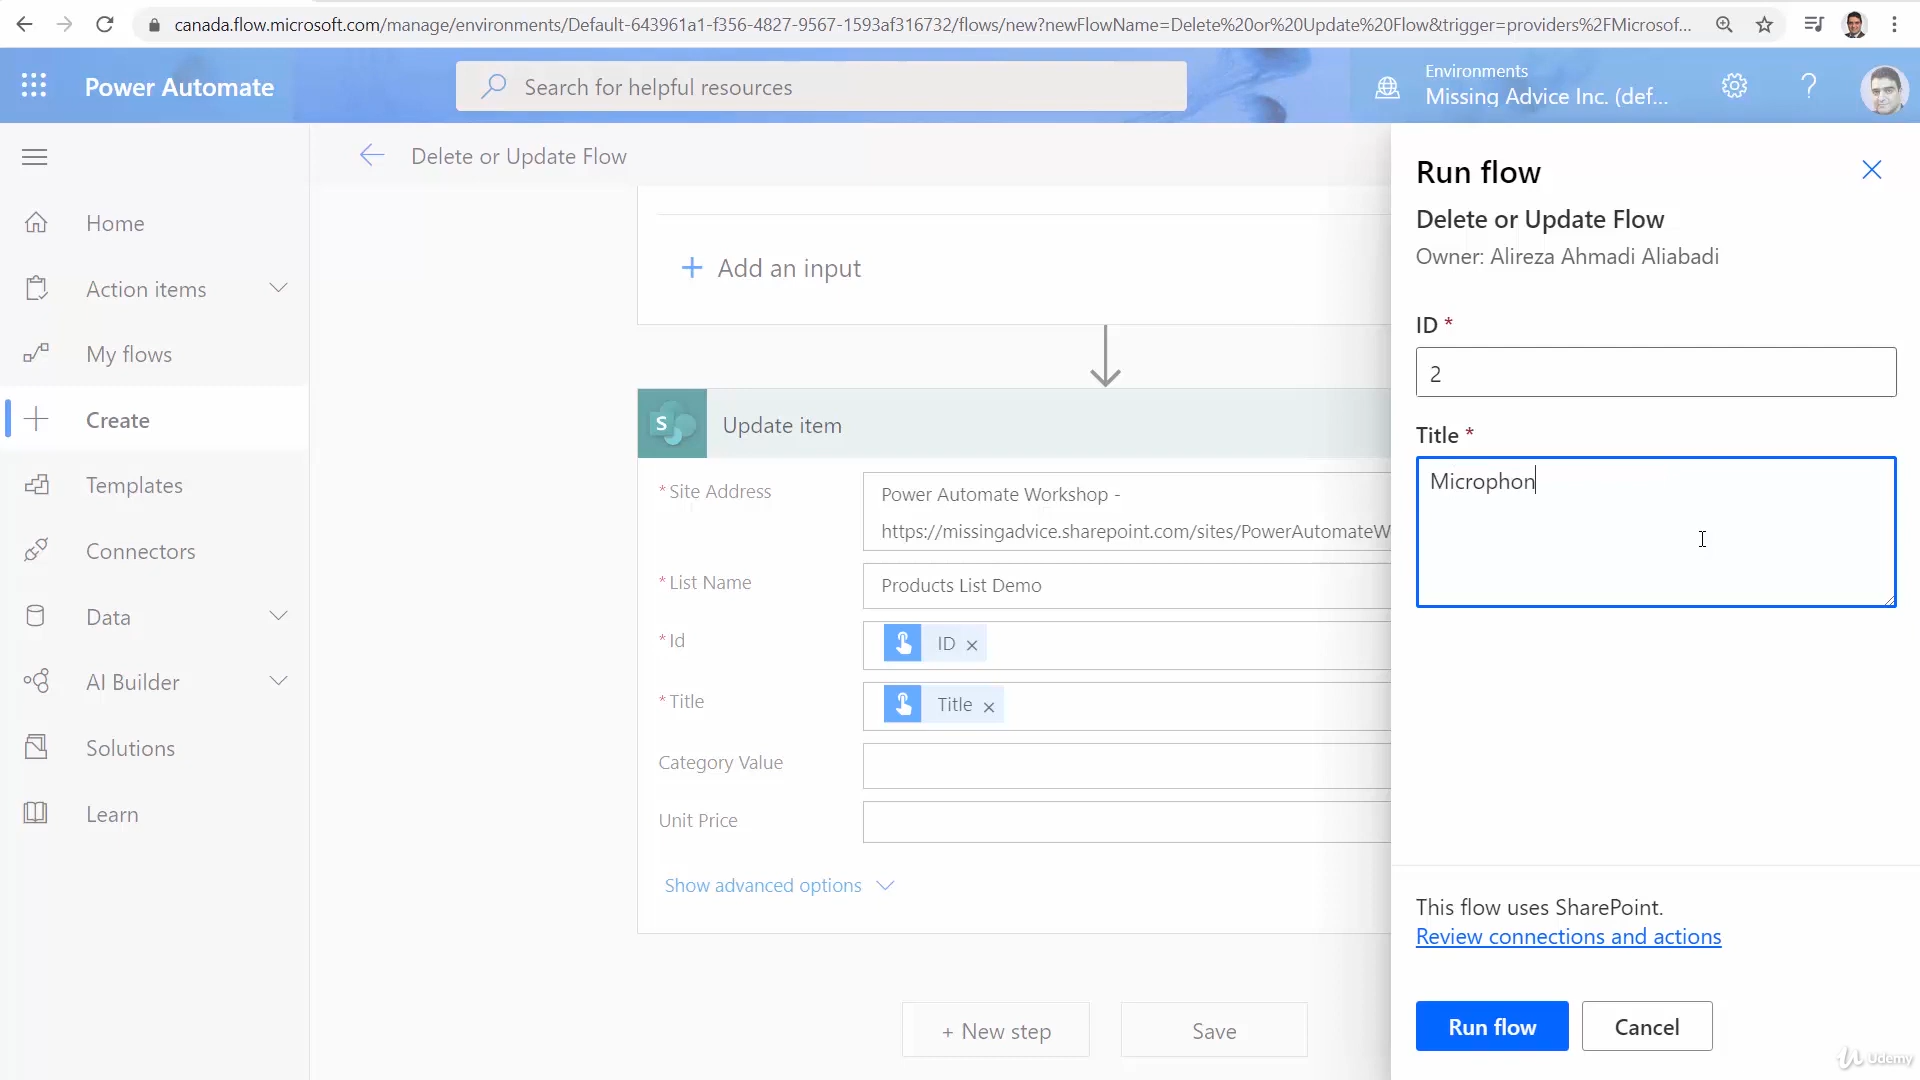 canada.flow.microsoft.com/manage/environments/Default-643961a1-f356-4827-9567-1593af316732/flows/new?newFlowName=Delete%20or%20Update%20Flow&trigger=providers%2FMicrosof...
Power Automate
Search for helpful resources
Environments
Missing Advice Inc. (def...
Delete or Update Flow
Home
Action items
My flows
Create
Templates
Connectors
Data
AI Builder
Solutions
Learn
+ Add an input
S Update item
* Site Address
Power Automate Workshop -
https://missingadvice.sharepoint.com/sites/PowerAutomateW
* List Name
Products List Demo
* Id
ID ×
* Title
Title ×
Category Value
Unit Price
Show advanced options
+ New step
Save
Run flow
Delete or Update Flow
Owner: Alireza Ahmadi Aliabadi
ID *
2
Title *
Microphon
This flow uses SharePoint.
Review connections and actions
Run flow
Cancel
Udemy